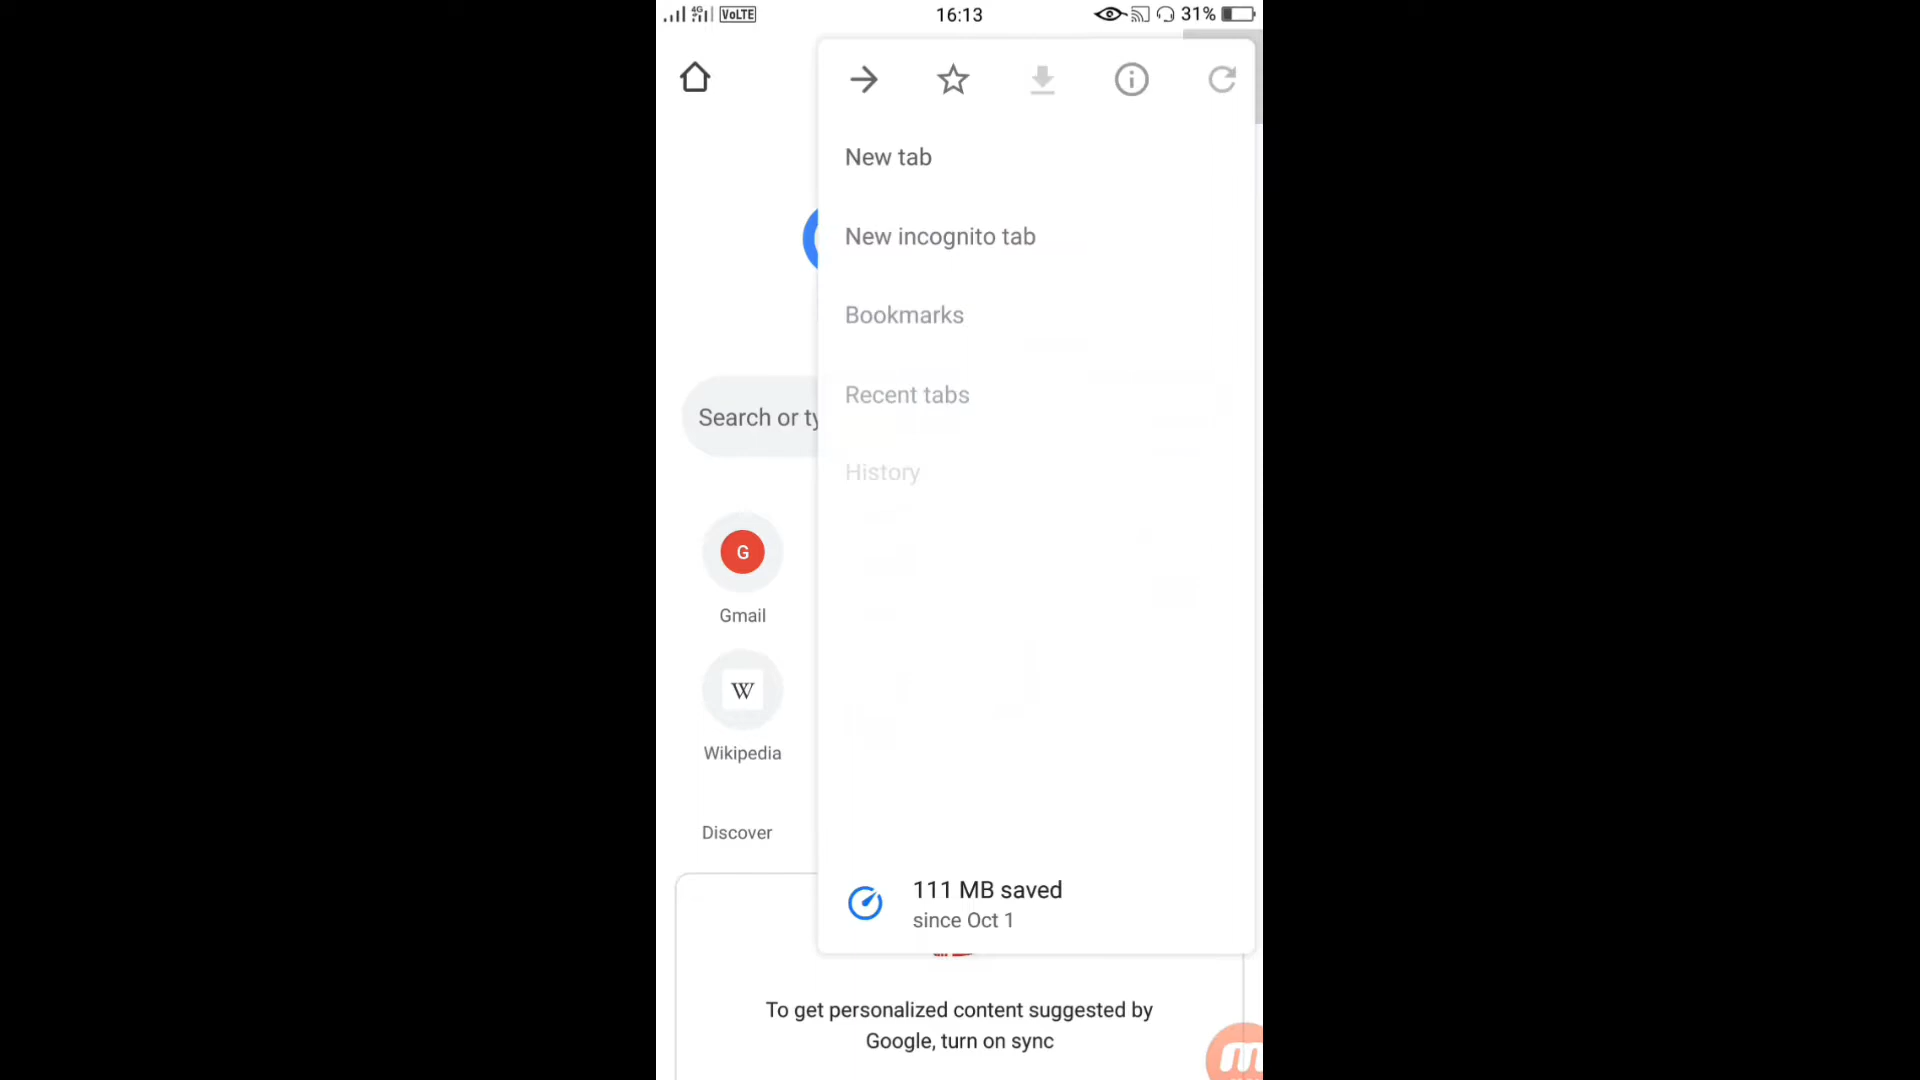 4G
VoLTE
16:13
31%
New tab
New incognito tab
Bookmarks
Recent tabs
History
Search or ty
G
Gmail
W
Wikipedia
Discover
111 MB saved
since Oct 1
To get personalized content suggested by
Google, turn on sync